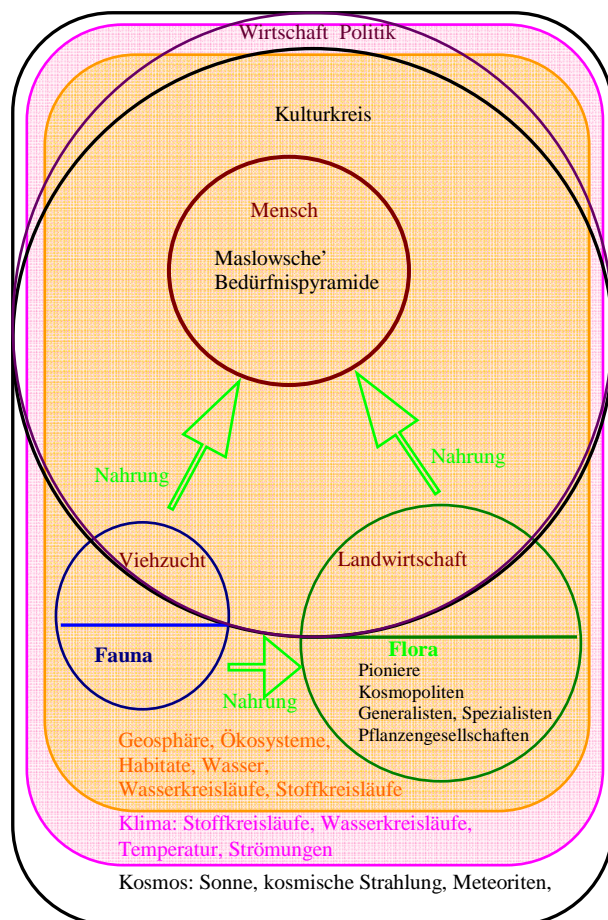 Wirtschaft  Politik
Kulturkreis
Mensch
Maslowsche’
Bedürfnispyramide
Nahrung
Nahrung
Viehzucht
Landwirtschaft
Fauna
Flora
Pioniere
Kosmopoliten
Generalisten, Spezialisten
Pflanzengesellschaften
Nahrung
Geosphäre, Ökosysteme,
Habitate, Wasser,
Wasserkreisläufe, Stoffkreisläufe
Klima: Stoffkreisläufe, Wasserkreisläufe,
Temperatur, Strömungen
Kosmos: Sonne, kosmische Strahlung, Meteoriten,